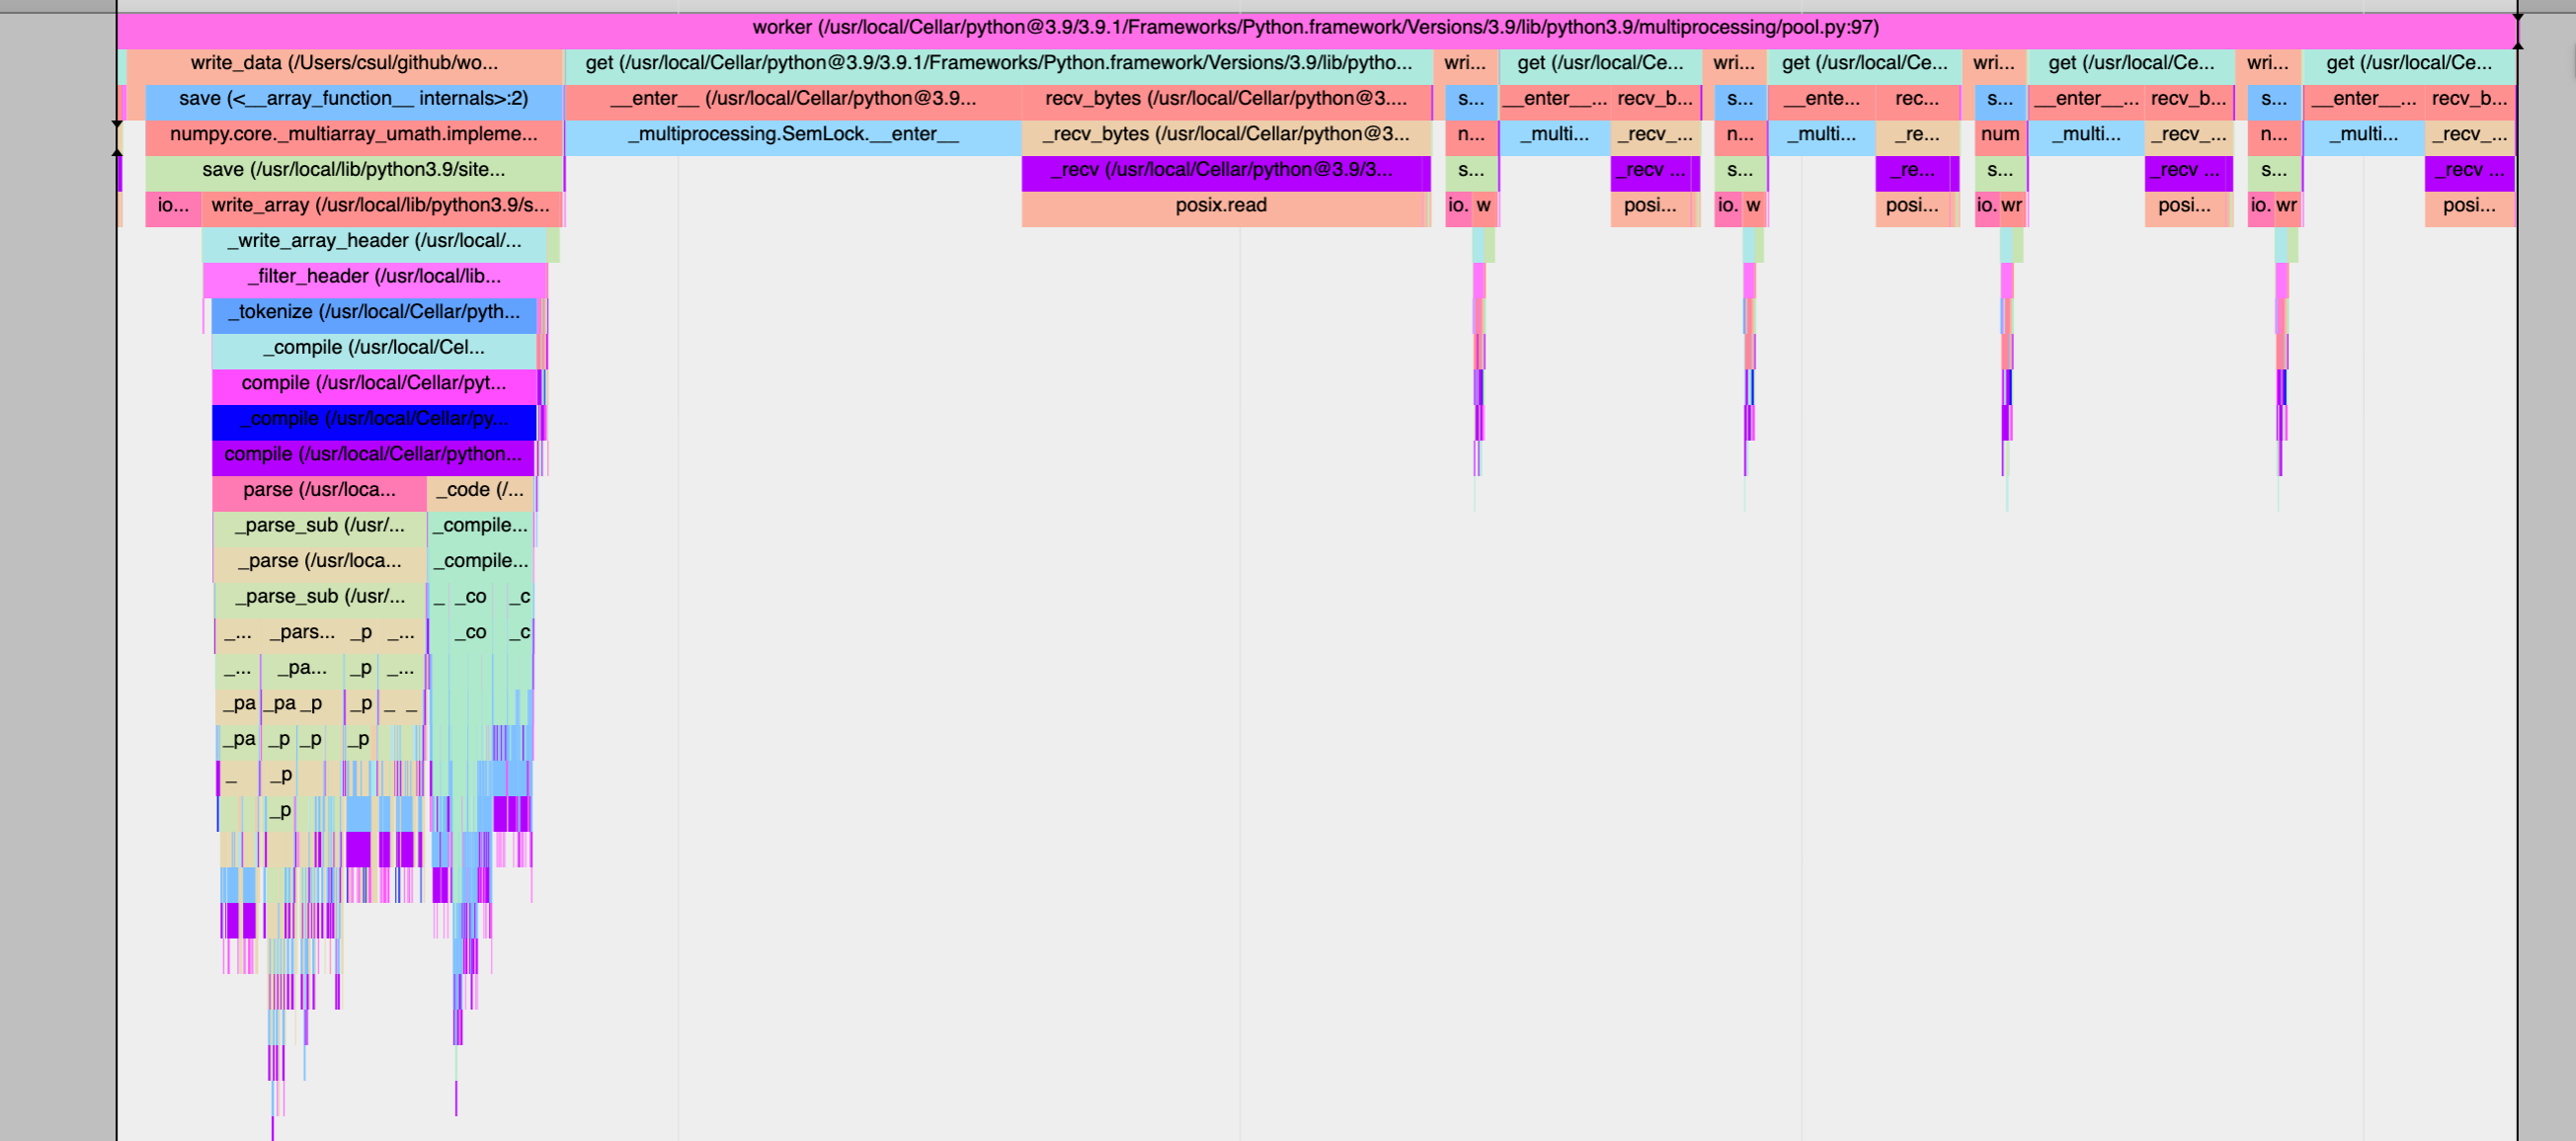 worker (/usr/local/Cellar/python@3.9/3.9.1/Frameworks/Python.framework/Versions/3.9/lib/python3.9/multiprocessing/pool.py:97)
write_data (/Users/csul/github/wo... get (/usr/local/Cellar/python@3.9/3.9.1/Frameworks/Python.framework/Versions/3.9/lib/pytho... wri... get (/usr/local/Ce... wri... get (/usr/local/Ce... wri... get (/usr/local/Ce... wri... get (/usr/local/Ce...
save (<__array_function__ internals>:2) __enter__ (/usr/local/Cellar/python@3.9... recv_bytes (/usr/local/Cellar/python@3.... s... __enter__... recv_b... s... __ente... rec... s... __enter__... recv_b... s... __enter__... recv_b...
numpy.core._multiarray_umath.impleme... _multiprocessing.SemLock.__enter__ _recv_bytes (/usr/local/Cellar/python@3... n... _multi... _recv_... n... _multi... _re... num _multi... _recv_... n... _multi... _recv_...
save (/usr/local/lib/python3.9/site... _recv (/usr/local/Cellar/python@3.9/3... s... _recv ... s... _re... s... _recv ... s... _recv ...
io... write_array (/usr/local/lib/python3.9/s... posix.read io. w posi... io. w posi... io. wr posi... io. wr posi...
_write_array_header (/usr/local/...
_filter_header (/usr/local/lib...
_tokenize (/usr/local/Cellar/pyth...
_compile (/usr/local/Cel...
compile (/usr/local/Cellar/pyt...
_compile (/usr/local/Cellar/py...
compile (/usr/local/Cellar/python...
parse (/usr/loca... _code (/...
_parse_sub (/usr/... _compile...
_parse (/usr/loca... _compile...
_parse_sub (/usr/... _ _co _c
_... _pars... _p _... _co _c
_... _pa... _p _...
_pa _pa _p _p _ _
_pa _p _p _p
_ _p
_p